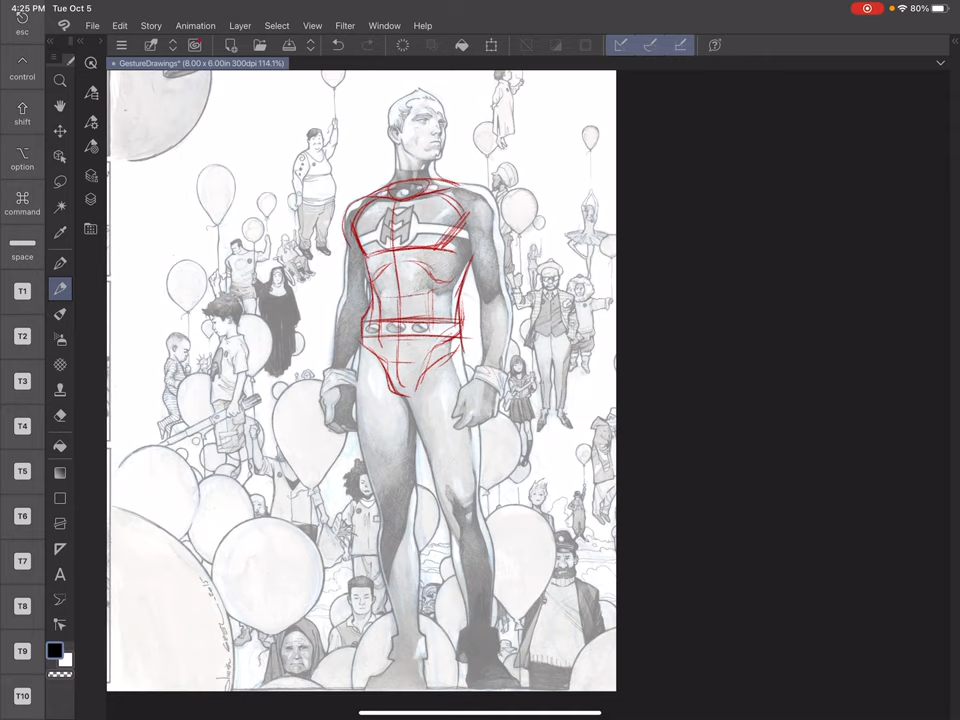 4:25 PM Tue Oct 5
80%
esc
File Edit Story Animation Layer Select View Filter Window Help
GestureDrawings* (8.00 x 6.00in 300dpi 114.1%)
control
shift
option
command
space
T1
T2
T3
T4
T5
T6
T7
T8
T9
T10
A
M